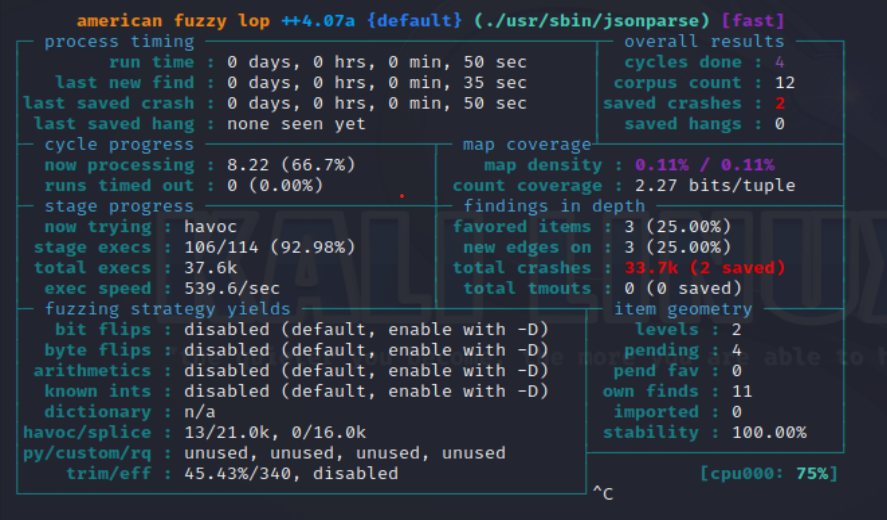 american fuzzy lop ++4.07a {default} (./usr/sbin/jsonparse) [fast]
process timing overall results
run time : 0 days, 0 hrs, 0 min, 50 sec cycles done : 4
last new find : 0 days, 0 hrs, 0 min, 35 sec corpus count : 12
last saved crash : 0 days, 0 hrs, 0 min, 50 sec saved crashes : 2
last saved hang : none seen yet saved hangs : 0
cycle progress map coverage
now processing : 8.22 (66.7%) map density : 0.11% / 0.11%
runs timed out : 0 (0.00%) count coverage : 2.27 bits/tuple
stage progress findings in depth
now trying : havoc favored items : 3 (25.00%)
stage execs : 106/114 (92.98%) new edges on : 3 (25.00%)
total execs : 37.6k total crashes : 33.7k (2 saved)
exec speed : 539.6/sec total tmouts : 0 (0 saved)
fuzzing strategy yields item geometry
bit flips : disabled (default, enable with -D) levels : 2
byte flips : disabled (default, enable with -D) pending : 4
arithmetics : disabled (default, enable with -D) pend fav : 0
known ints : disabled (default, enable with -D) own finds : 11
dictionary : n/a imported : 0
havoc/splice : 13/21.0k, 0/16.0k stability : 100.00%
py/custom/rq : unused, unused, unused, unused
trim/eff : 45.43%/340, disabled [cpu000: 75%]
^C
KALI LINUX